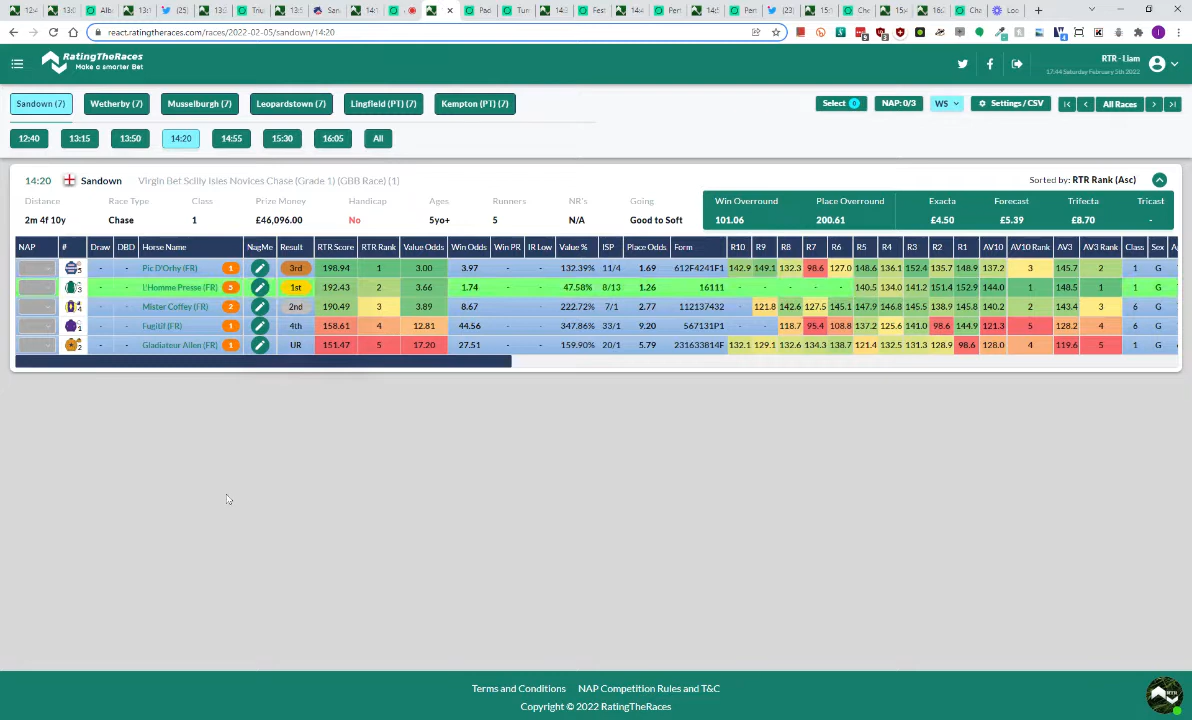 react.ratingtheraces.com/races/2022-02-05/sandown/14:20
RatingTheRaces
Make a smarter Bet
RTR - Liam
17:44 Saturday February 5th 2022
Sandown (7) Wetherby (7) Musselburgh (7) Leopardstown (7) Lingfield (PT) (7) Kempton (PT) (7) Select 0 NAP: 0/3 WS Settings / CSV All Races
12:40 13:15 13:50 14:20 14:55 15:30 16:05 All
14:20 Sandown Virgin Bet Scilly Isles Novices Chase (Grade 1) (GBB Race) (1) Sorted by: RTR Rank (Asc)
Distance Race Type Class Prize Money Handicap Ages Runners NR's Going Win Overround Place Overround Exacta Forecast Trifecta Tricast
2m 4f 10y Chase 1 £46,096.00 No 5yo+ 5 N/A Good to Soft 101.06 200.61 £4.50 £5.39 £8.70 -
NAP # Draw DBD Horse Name NagMe Result RTR Score RTR Rank Value Odds Win Odds Win PR IR Low Value % ISP Place Odds Form R10 R9 R8 R7 R6 R5 R4 R3 R2 R1 AV10 AV10 Rank AV3 AV3 Rank Class Sex
5 - - Pic D'Orhy (FR) 1 3rd 198.94 1 3.00 3.97 - - 132.39% 11/4 1.69 612F4241F1 142.9 149.1 132.3 98.6 127.0 148.6 136.1 152.4 135.7 148.9 137.2 3 145.7 2 1 G
3 - - L'Homme Presse (FR) 3 1st 192.43 2 3.66 1.74 - - 47.58% 8/13 1.26 16111 - - - - - 140.5 134.0 141.2 151.4 152.9 144.0 1 148.5 1 1 G
4 - - Mister Coffey (FR) 2 2nd 190.49 3 3.89 8.67 - - 222.72% 7/1 2.77 112137432 - 121.8 142.6 127.5 145.1 147.9 146.8 145.5 138.9 145.8 140.2 2 143.4 3 6 G
1 - - Fugitif (FR) 1 4th 158.61 4 12.81 44.56 - - 347.86% 33/1 9.20 567131P1 - - 118.7 95.4 108.8 137.2 125.6 141.0 98.6 144.9 121.3 5 128.2 4 6 G
2 - - Gladiateur Allen (FR) 1 UR 151.47 5 17.20 27.51 - - 159.90% 20/1 5.79 231633814F 132.1 129.1 132.6 134.3 138.7 121.4 132.5 131.3 128.9 98.6 128.0 4 119.6 5 1 G
Terms and Conditions NAP Competition Rules and T&C
Copyright © 2022 RatingTheRaces